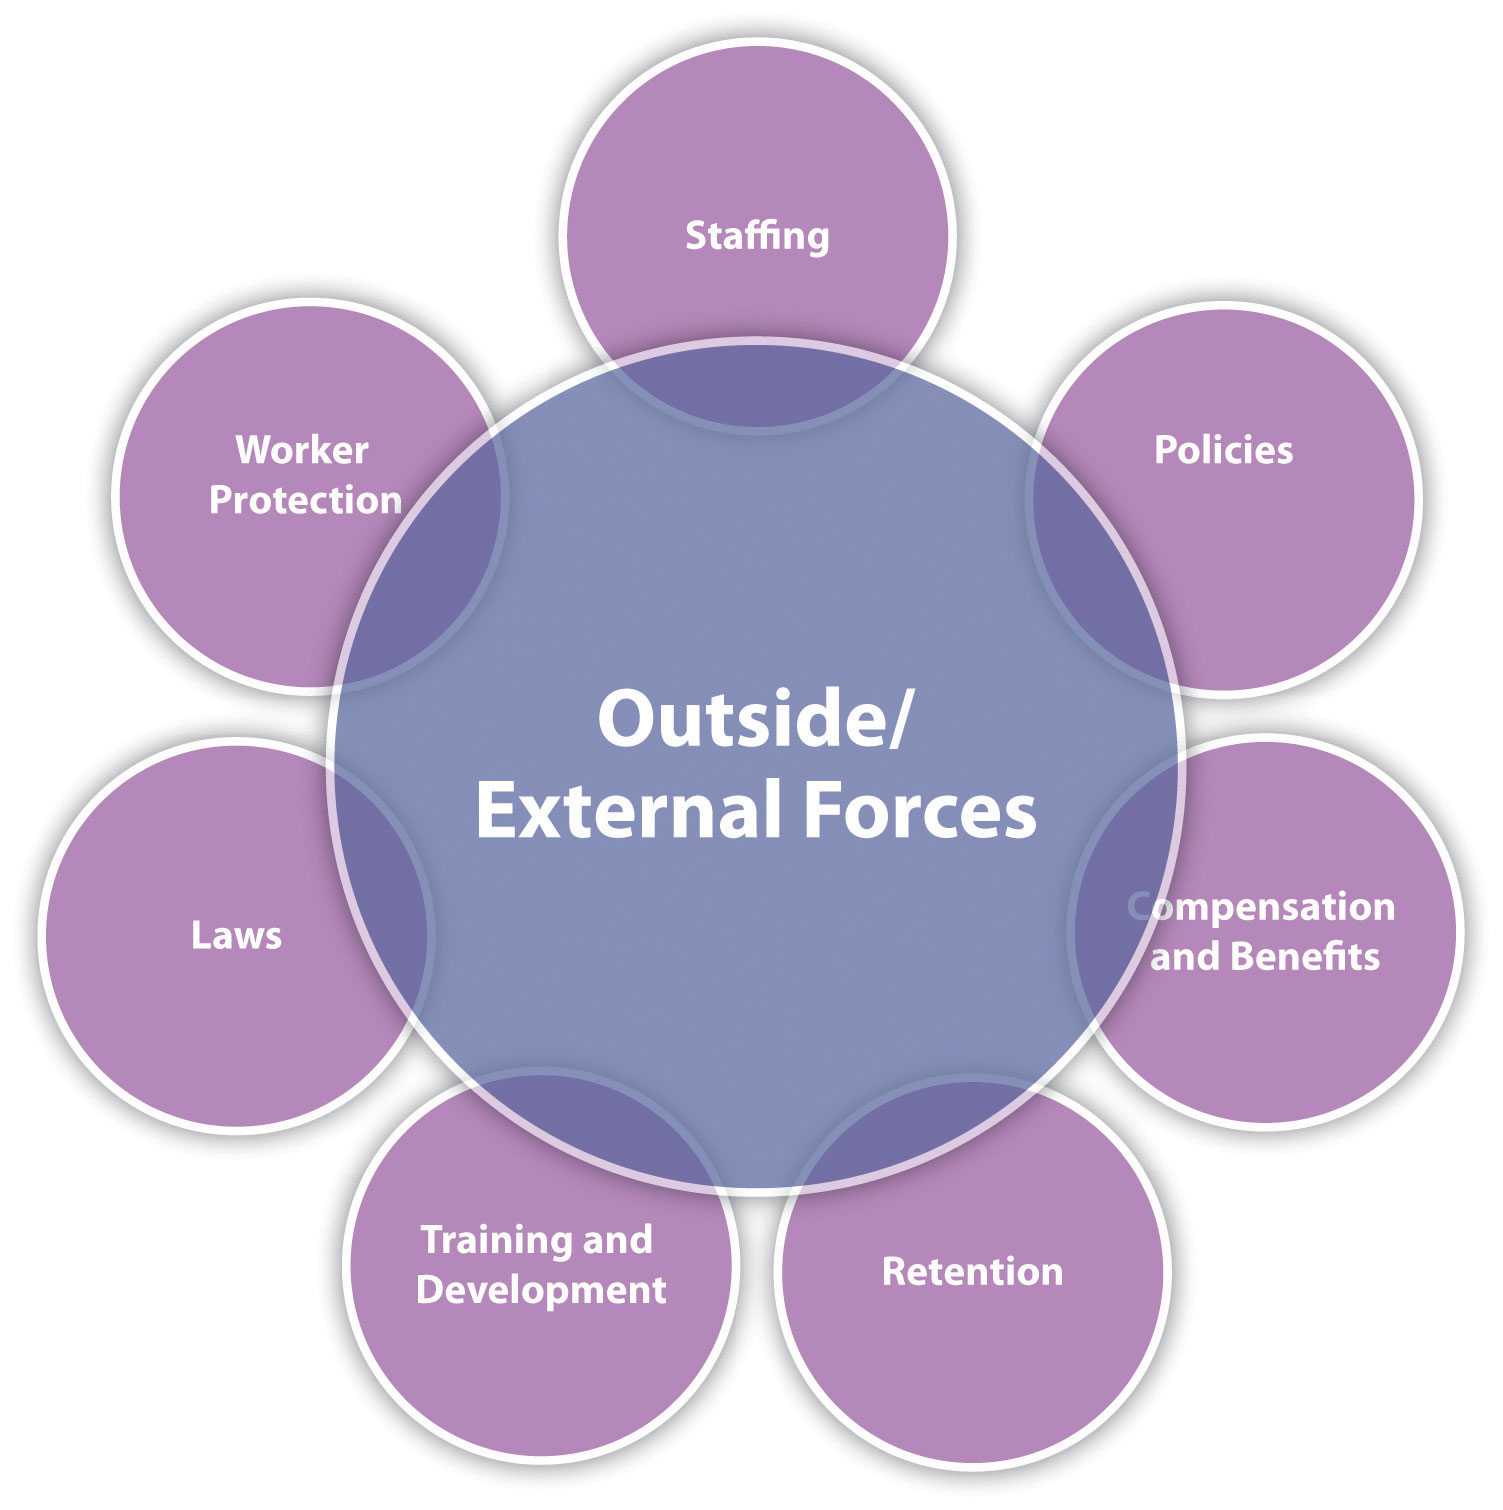 Staffing
Policies
Worker
Protection
Outside/
External Forces
Compensation
and Benefits
Laws
Training and
Development
Retention